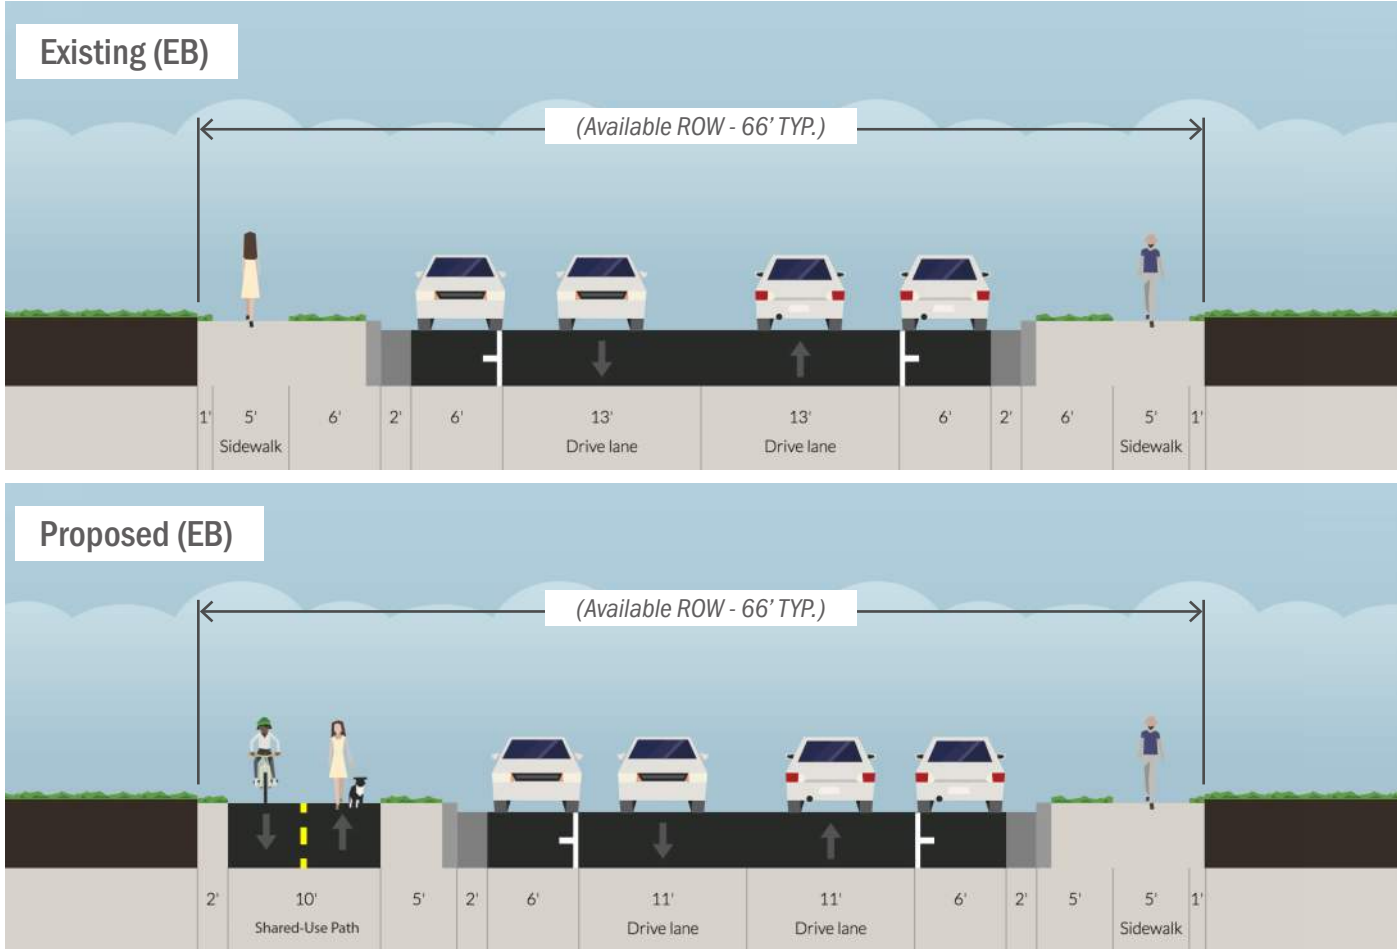 Existing (EB)
(Available ROW - 66' TYP.)
1' 5' 6' 2' 6' 13' 13' 6' 2' 6' 5' 1'
Sidewalk Drive lane Drive lane Sidewalk
Proposed (EB)
(Available ROW - 66' TYP.)
2' 10' 5' 2' 6' 11' 11' 6' 2' 5' 5' 1'
Shared-Use Path Drive lane Drive lane Sidewalk